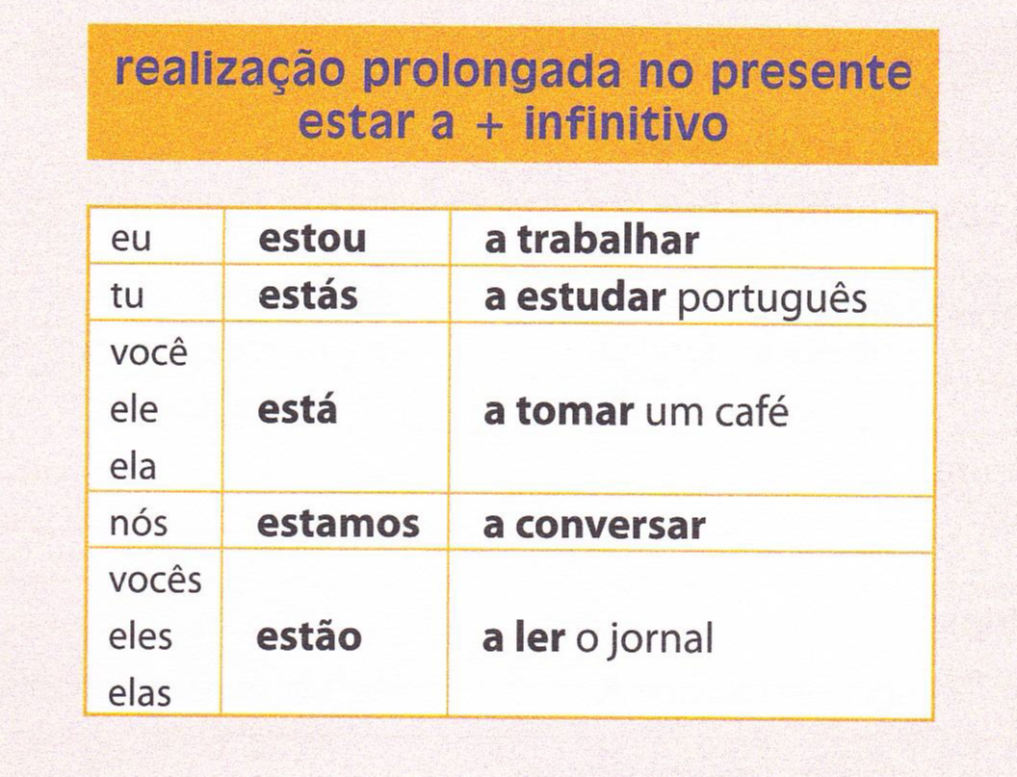 realização prolongada no presente
estar a + infinitivo
eu estou a trabalhar
tu estás a estudar português
você
ele está a tomar um café
ela
nós estamos a conversar
vocês
eles estão a ler o jornal
elas